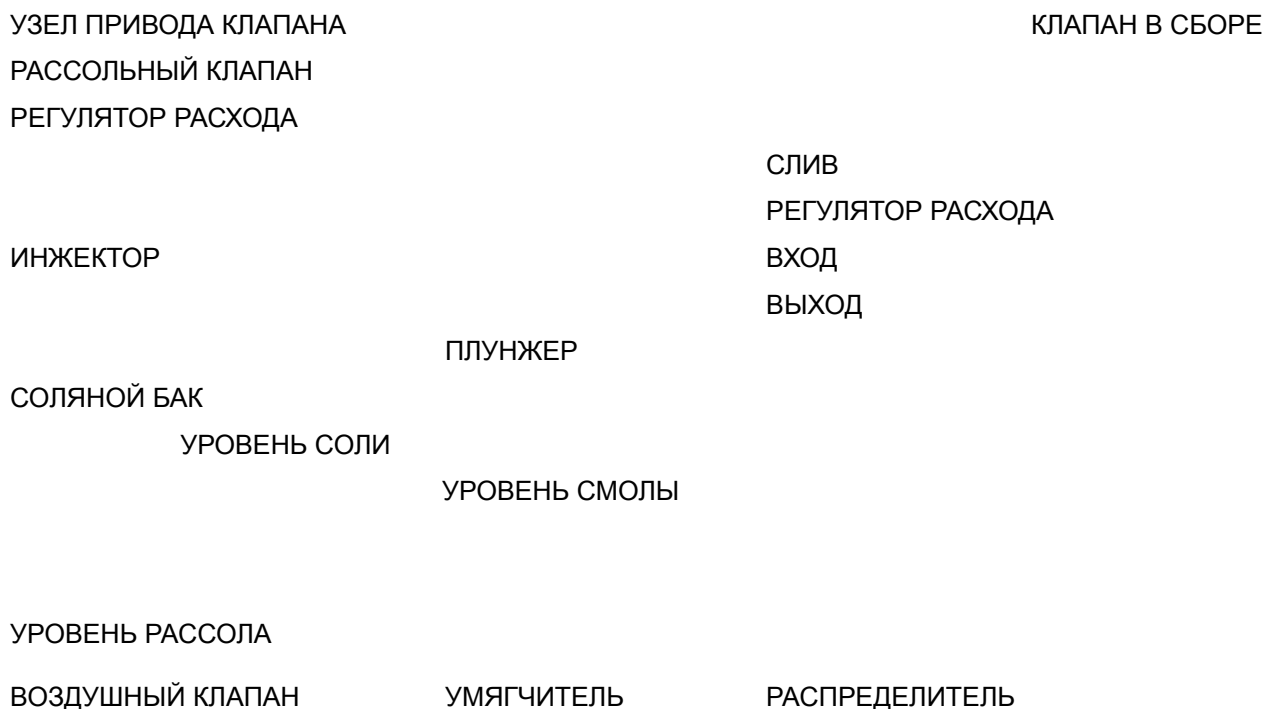 УЗЕЛ ПРИВОДА КЛАПАНА КЛАПАН В СБОРЕ
РАССОЛЬНЫЙ КЛАПАН
РЕГУЛЯТОР РАСХОДА
СЛИВ
РЕГУЛЯТОР РАСХОДА
ИНЖЕКТОР ВХОД
ВЫХОД
ПЛУНЖЕР
СОЛЯНОЙ БАК
УРОВЕНЬ СОЛИ
УРОВЕНЬ СМОЛЫ
УРОВЕНЬ РАССОЛА
ВОЗДУШНЫЙ КЛАПАН УМЯГЧИТЕЛЬ РАСПРЕДЕЛИТЕЛЬ